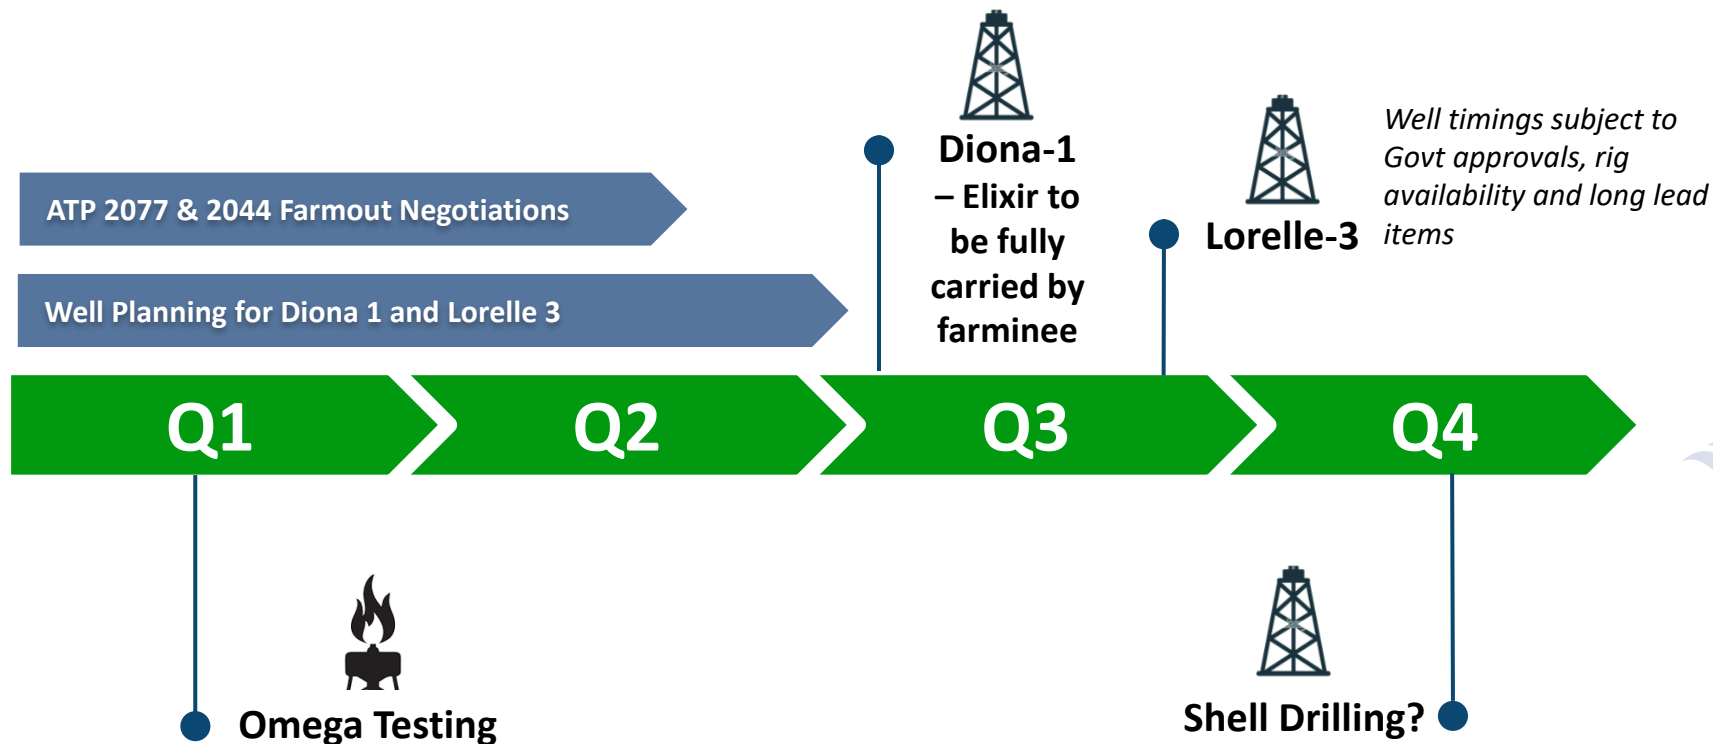 Diona-1
– Elixir to
be fully
carried by
farminee
Lorelle-3
Well timings subject to
Govt approvals, rig
availability and long lead
items
ATP 2077 & 2044 Farmout Negotiations
Well Planning for Diona 1 and Lorelle 3
Q1
Q2
Q3
Q4
Omega Testing
Shell Drilling?